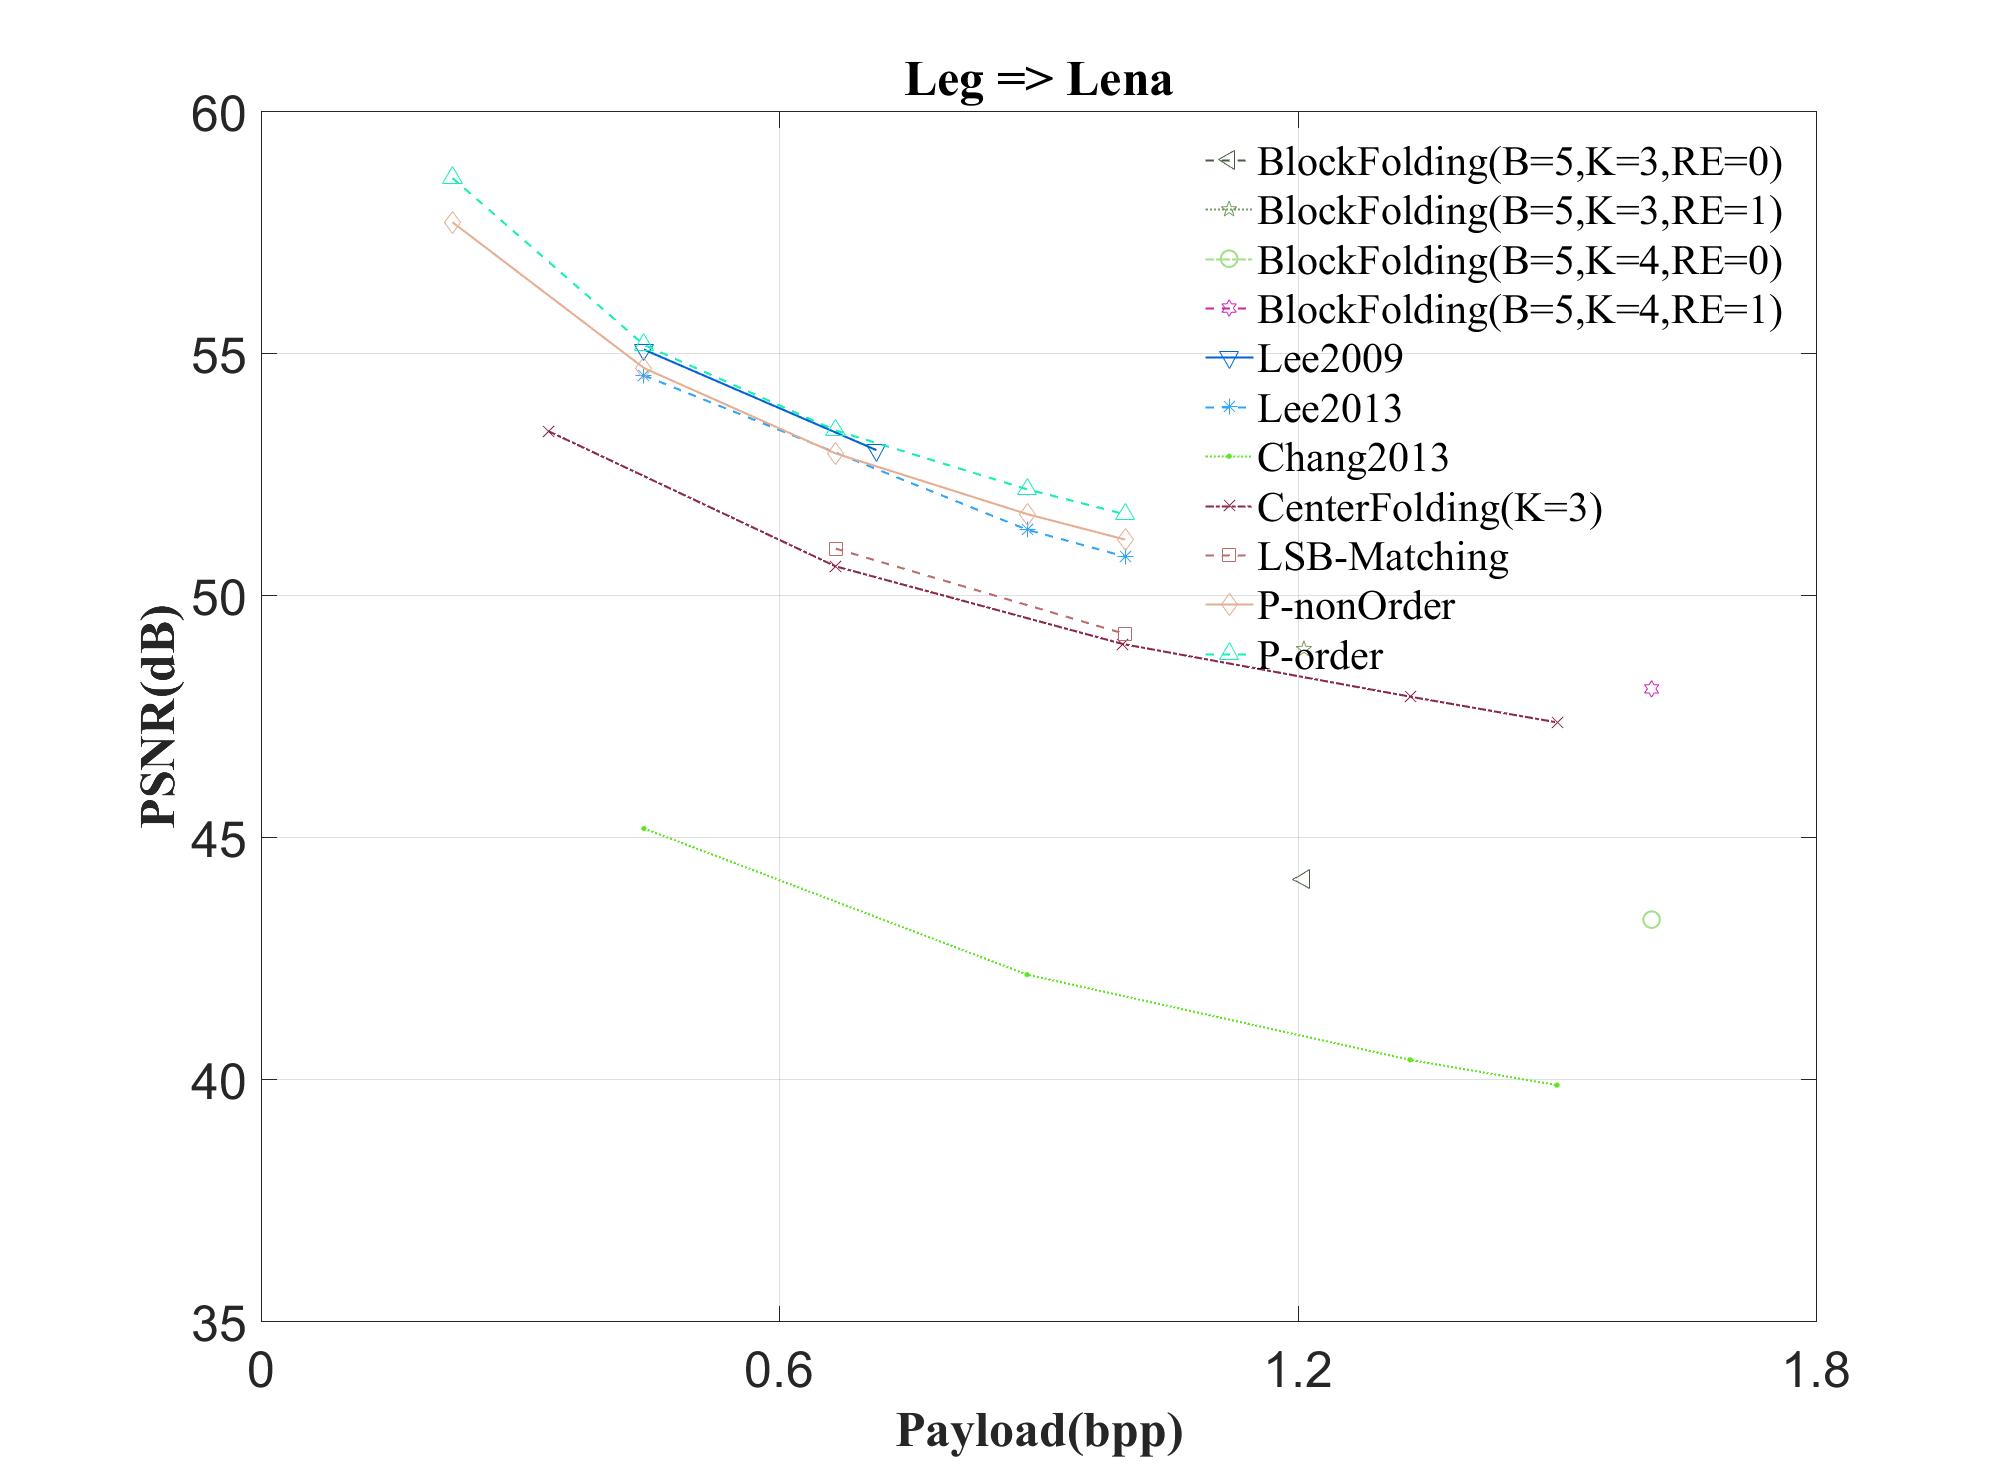 Leg => Lena
60
55
50
45
40
35
PSNR(dB)
BlockFolding(B=5,K=3,RE=0)
BlockFolding(B=5,K=3,RE=1)
BlockFolding(B=5,K=4,RE=0)
BlockFolding(B=5,K=4,RE=1)
Lee2009
Lee2013
Chang2013
CenterFolding(K=3)
LSB-Matching
P-nonOrder
P-order
0 0.6 1.2 1.8
Payload(bpp)